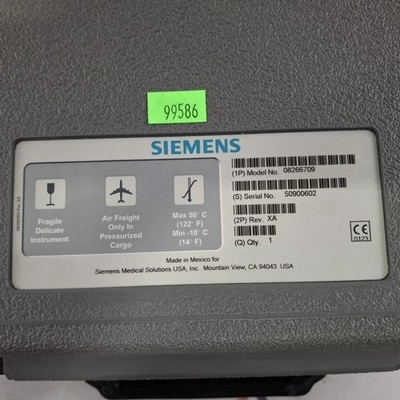 99586
SIEMENS
Fragile
Delicate
Instrument
Air Freight
Only In
Pressurized
Cargo
Max 50° C
(122° F)
Min -10° C
(14° F)
(1P) Model No. 08266709
(S) Serial No. 50900602
(2P) Rev. XA
(Q) Qty. 1
CE
0123
Made in Mexico for
Siemens Medical Solutions USA, Inc. Mountain View, CA 94043 USA